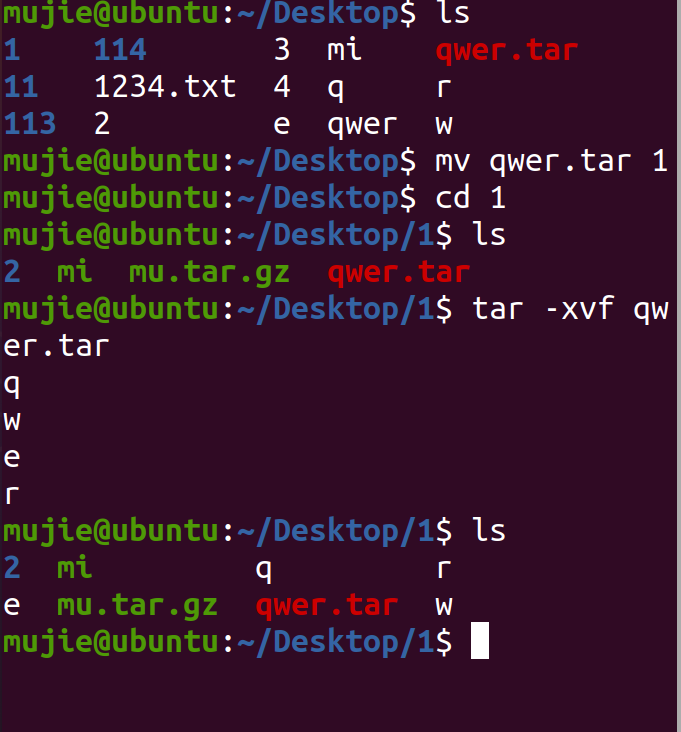 mujie@ubuntu:~/Desktop$ ls
1    114       3  mi    qwer.tar
11   1234.txt  4  q     r
113  2         e  qwer  w
mujie@ubuntu:~/Desktop$ mv qwer.tar 1
mujie@ubuntu:~/Desktop$ cd 1
mujie@ubuntu:~/Desktop/1$ ls
2  mi  mu.tar.gz  qwer.tar
mujie@ubuntu:~/Desktop/1$ tar -xvf qw
er.tar
q
w
e
r
mujie@ubuntu:~/Desktop/1$ ls
2  mi         q         r
e  mu.tar.gz  qwer.tar  w
mujie@ubuntu:~/Desktop/1$